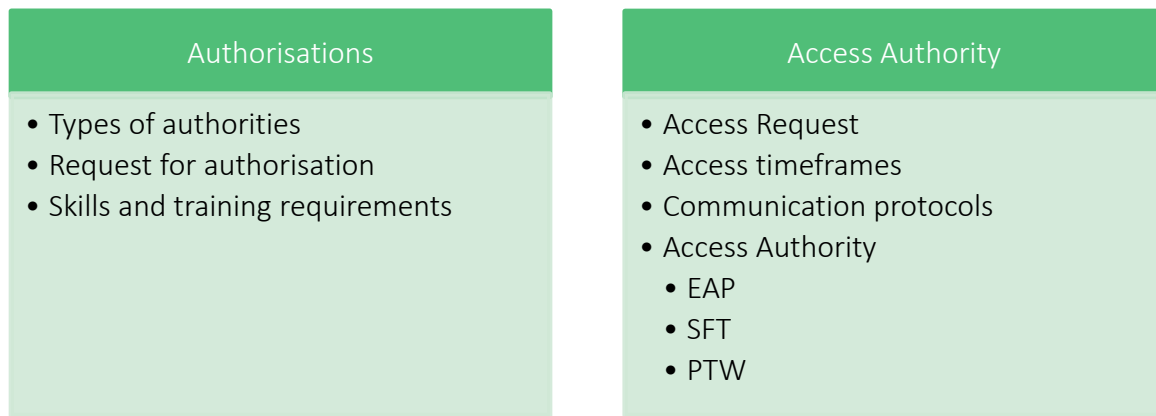 Authorisations
• Types of authorities
• Request for authorisation
• Skills and training requirements
Access Authority
• Access Request
• Access timeframes
• Communication protocols
• Access Authority
• EAP
• SFT
• PTW